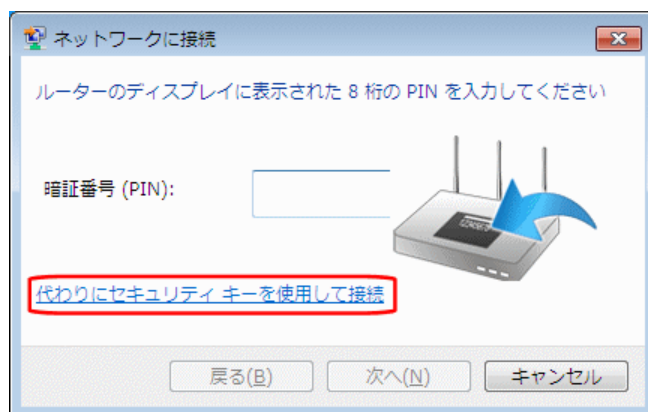 ネットワークに接続
ルーターのディスプレイに表示された 8 桁の PIN を入力してください
暗証番号 (PIN):
代わりにセキュリティ キーを使用して接続
戻る(B)
次へ(N)
キャンセル